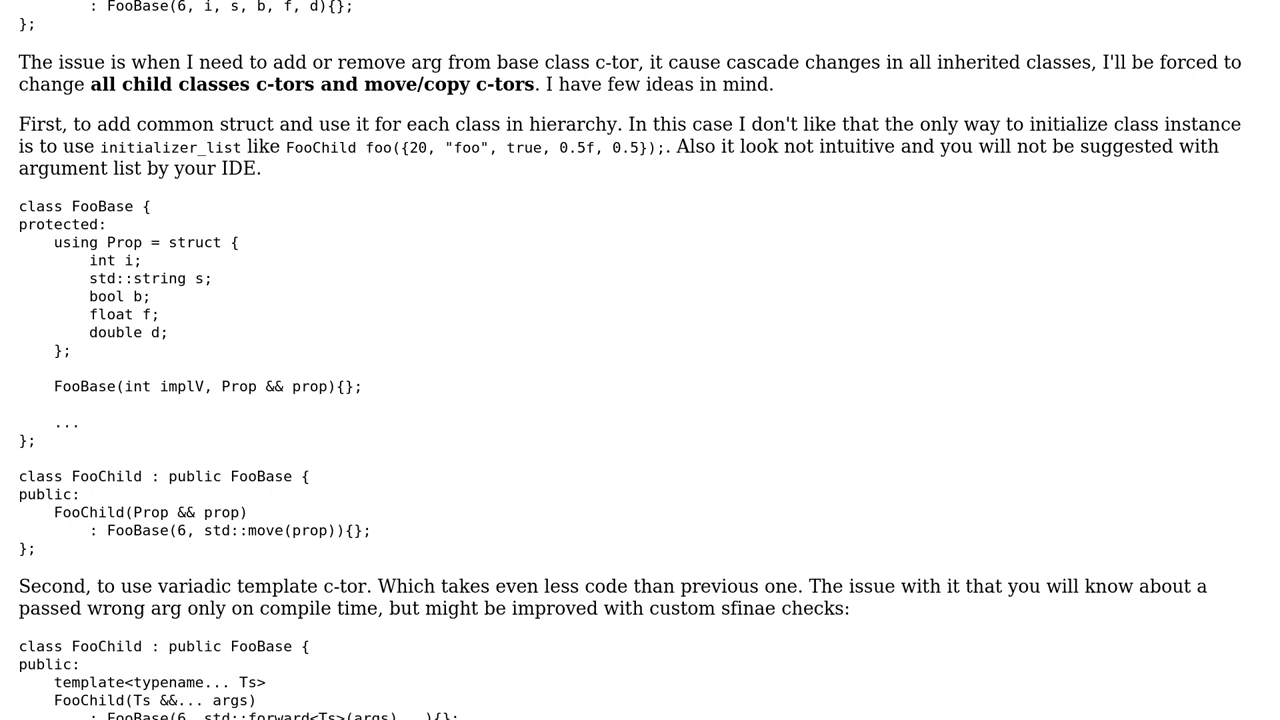 : FooBase(6, i, s, b, f, d){};
};
The issue is when I need to add or remove arg from base class c-tor, it cause cascade changes in all inherited classes, I'll be forced to
change all child classes c-tors and move/copy c-tors. I have few ideas in mind.
First, to add common struct and use it for each class in hierarchy. In this case I don't like that the only way to initialize class instance
is to use initializer_list like FooChild foo({20, "foo", true, 0.5f, 0.5});. Also it look not intuitive and you will not be suggested with
argument list by your IDE.
class FooBase {
protected:
    using Prop = struct {
        int i;
        std::string s;
        bool b;
        float f;
        double d;
    };
    FooBase(int implV, Prop && prop){};
    ...
};
class FooChild : public FooBase {
public:
    FooChild(Prop && prop)
        : FooBase(6, std::move(prop)){};
};
Second, to use variadic template c-tor. Which takes even less code than previous one. The issue with it that you will know about a
passed wrong arg only on compile time, but might be improved with custom sfinae checks:
class FooChild : public FooBase {
public:
    template<typename... Ts>
    FooChild(Ts &&... args)
        : FooBase(6, std::forward<Ts>(args)...){};